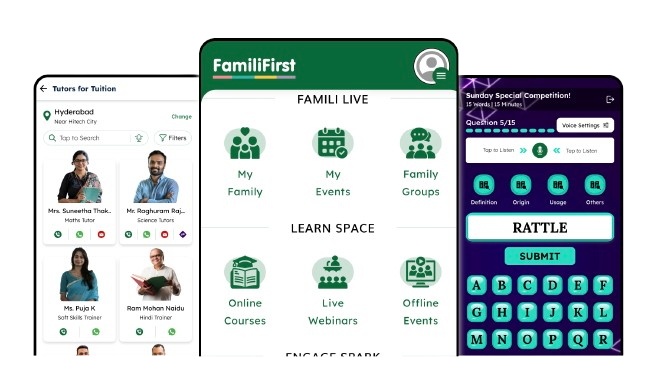 Tutors for Tuition
Hyderabad
Near Hitech City
Change
Tap to Search
Filters
Mrs. Suneetha Thak..
Maths Tutor
Mr. Raghuram Raj..
Science Tutors
Ms. Puja K
Soft Skills Trainer
Ram Mohan Naidu
Hindi Trainer
FamiliFirst
FAMILI LIVE
My
Family
My
Events
Family
Groups
LEARN SPACE
Online
Courses
Live
Webinars
Offline
Events
ENGAGE SPARK
Sunday Special Competition!
15 Words | 15 Minutes
Question 5/15
Voice Settings
Tap to Listen
Tap to Listen
Definition
Origin
Usage
Others
RATTLE
SUBMIT
A B C D E F
G H I J K L
M N O P Q R